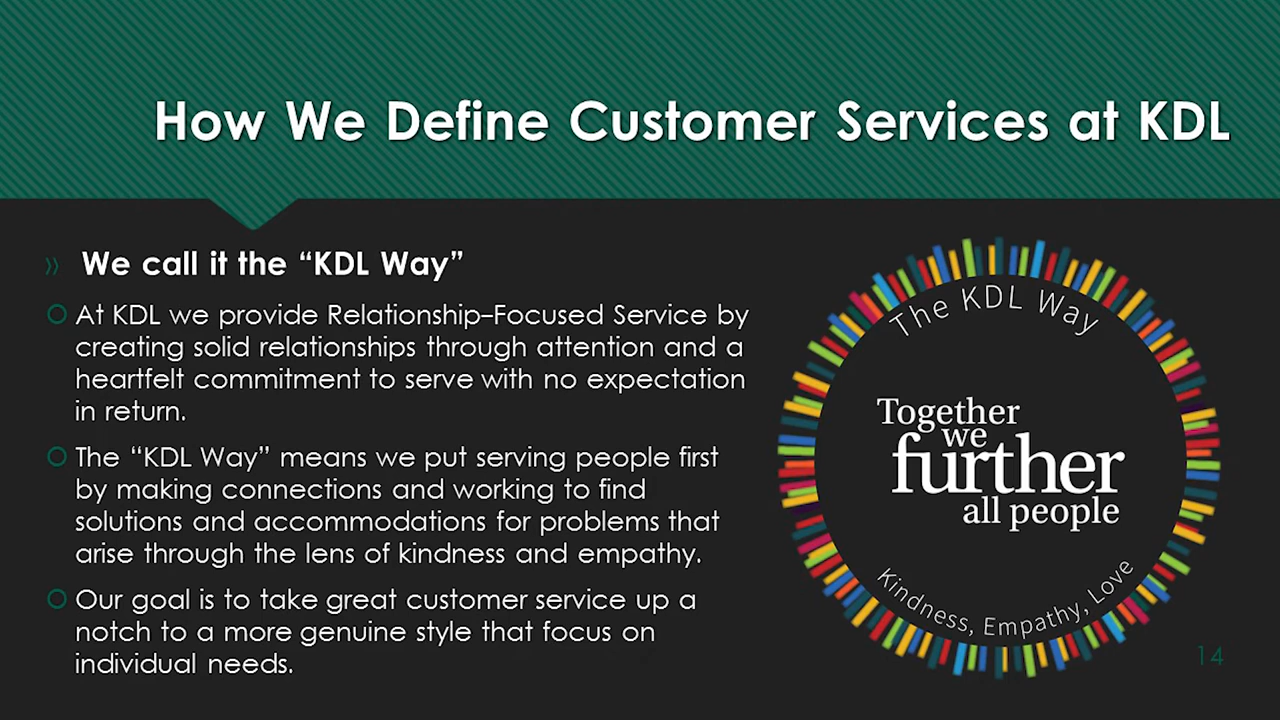 How We Define Customer Services at KDL
» We call it the “KDL Way”
At KDL we provide Relationship–Focused Service by
creating solid relationships through attention and a
heartfelt commitment to serve with no expectation
in return.
The “KDL Way” means we put serving people first
by making connections and working to find
solutions and accommodations for problems that
arise through the lens of kindness and empathy.
Our goal is to take great customer service up a
notch to a more genuine style that focus on
individual needs.
The KDL Way
Together
we
further
all people
Kindness, Empathy, Love
14